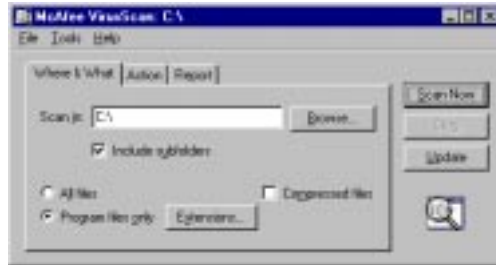 McAfee VirusScan: C:\
File Tools Help
Where & What Action Report
Scan in: C:\ Browse...
Include subfolders
All files Compressed files
Program files only Extensions...
Scan Now
Update